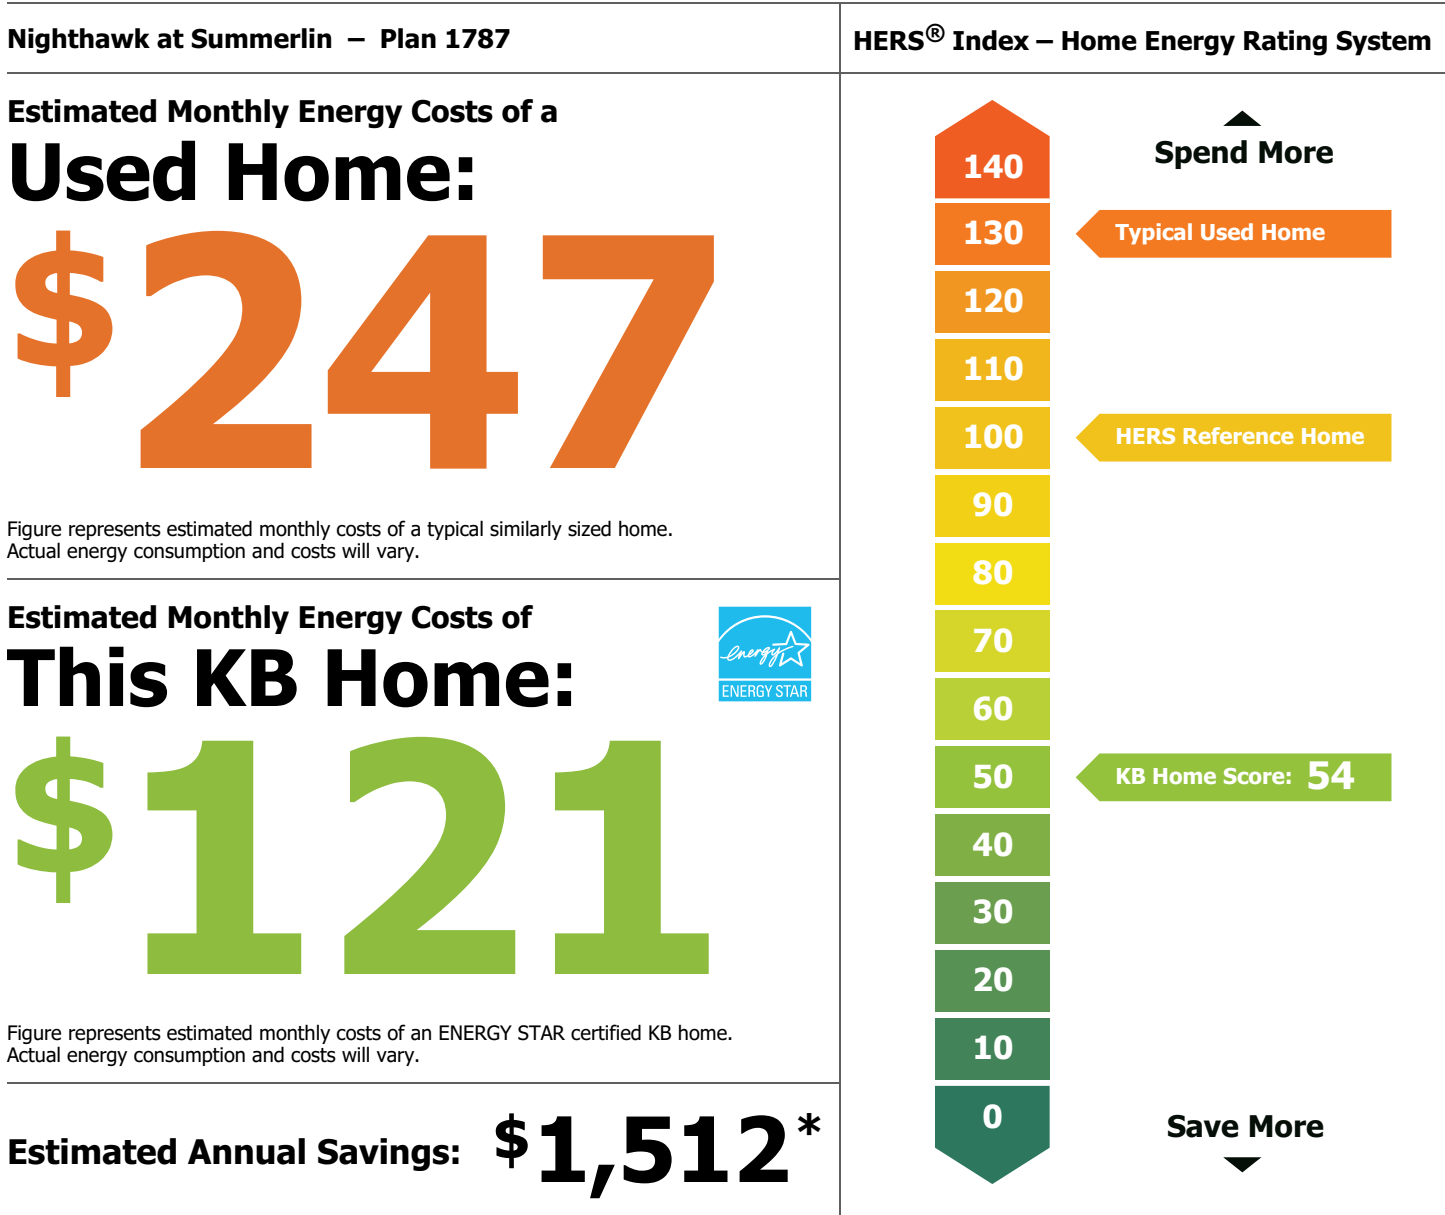 Nighthawk at Summerlin – Plan 1787
Estimated Monthly Energy Costs of a
Used Home:
$247
Figure represents estimated monthly costs of a typical similarly sized home.
Actual energy consumption and costs will vary.
Estimated Monthly Energy Costs of
This KB Home:
energy
ENERGY STAR
$121
Figure represents estimated monthly costs of an ENERGY STAR certified KB home.
Actual energy consumption and costs will vary.
Estimated Annual Savings: $1,512*
HERS® Index – Home Energy Rating System
Spend More
140
130 Typical Used Home
120
110
100 HERS Reference Home
90
80
70
60
50 KB Home Score: 54
40
30
20
10
0
Save More